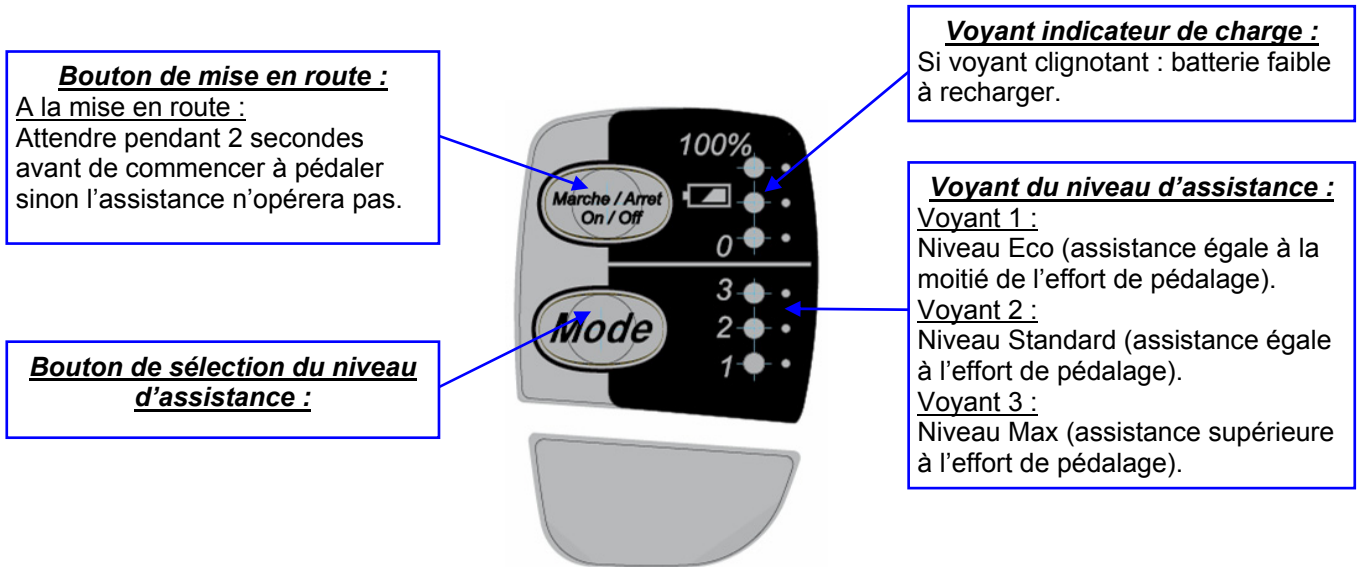 Bouton de mise en route :
A la mise en route :
Attendre pendant 2 secondes
avant de commencer à pédaler
sinon l’assistance n’opérera pas.
Bouton de sélection du niveau
d’assistance :
100%
Marche / Arret
On / Off
0
3
Mode
2
1
Voyant indicateur de charge :
Si voyant clignotant : batterie faible
à recharger.
Voyant du niveau d’assistance :
Voyant 1 :
Niveau Eco (assistance égale à la
moitié de l’effort de pédalage).
Voyant 2 :
Niveau Standard (assistance égale
à l’effort de pédalage).
Voyant 3 :
Niveau Max (assistance supérieure
à l’effort de pédalage).